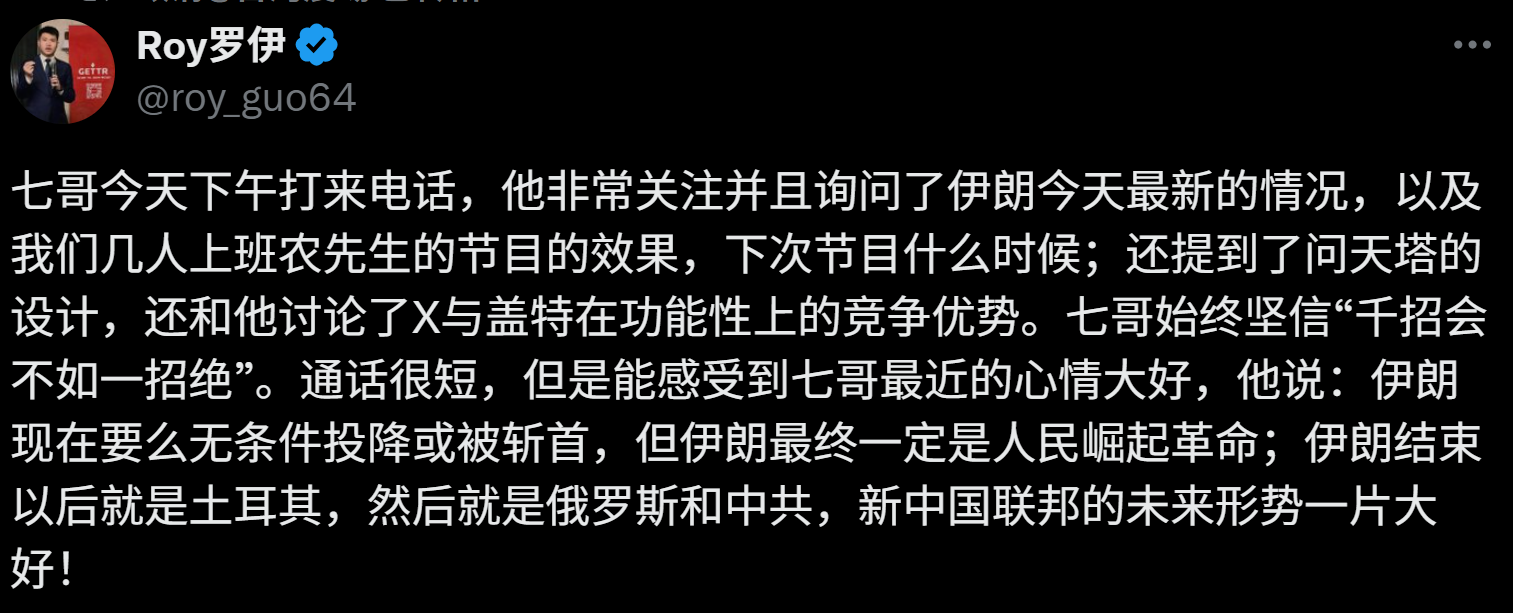 Roy罗伊
@roy_guo64
GETTR
七哥今天下午打来电话，他非常关注并且询问了伊朗今天最新的情况，以及
我们几人上班农先生的节目的效果，下次节目什么时候；还提到了问天塔的
设计，还和他讨论了X与盖特在功能性上的竞争优势。七哥始终坚信“千招会
不如一招绝”。通话很短，但是能感受到七哥最近的心情大好，他说：伊朗
现在要么无条件投降或被斩首，但伊朗最终一定是人民崛起革命；伊朗结束
以后就是土耳其，然后就是俄罗斯和中共，新中国联邦的未来形势一片大
好！